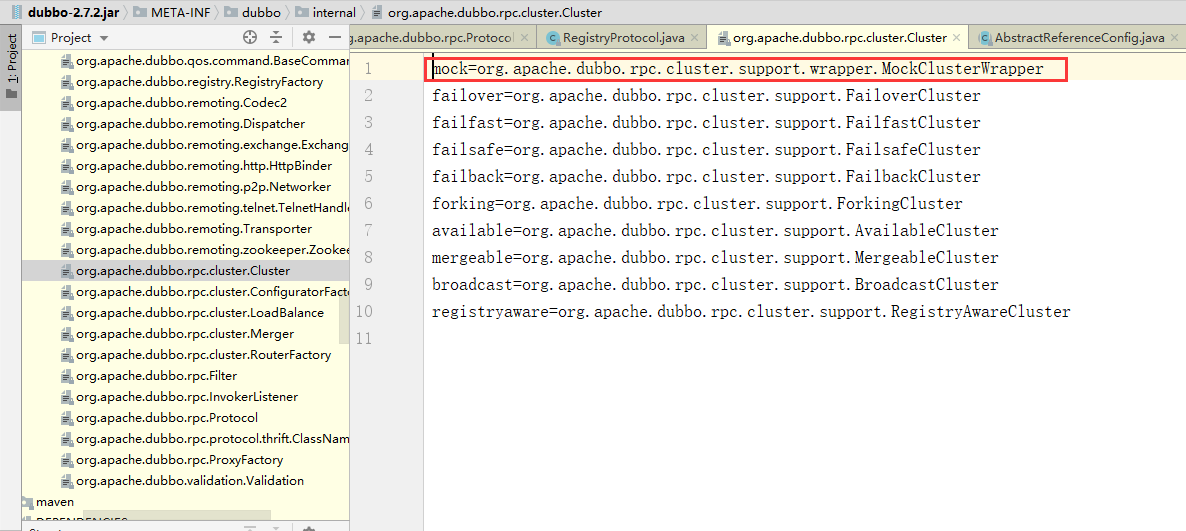 dubbo-2.7.2.jar META-INF dubbo internal org.apache.dubbo.rpc.cluster.Cluster
1: Project
Project
org.apache.dubbo.qos.command.BaseComman
org.apache.dubbo.registry.RegistryFactory
org.apache.dubbo.remoting.Codec2
org.apache.dubbo.remoting.Dispatcher
org.apache.dubbo.remoting.exchange.Exchang
org.apache.dubbo.remoting.http.HttpBinder
org.apache.dubbo.remoting.p2p.Networker
org.apache.dubbo.remoting.telnet.TelnetHandle
org.apache.dubbo.remoting.Transporter
org.apache.dubbo.remoting.zookeeper.Zookee
org.apache.dubbo.rpc.cluster.Cluster
org.apache.dubbo.rpc.cluster.ConfiguratorFacto
org.apache.dubbo.rpc.cluster.LoadBalance
org.apache.dubbo.rpc.cluster.Merger
org.apache.dubbo.rpc.cluster.RouterFactory
org.apache.dubbo.rpc.Filter
org.apache.dubbo.rpc.InvokerListener
org.apache.dubbo.rpc.Protocol
org.apache.dubbo.rpc.protocol.thrift.ClassNam
org.apache.dubbo.rpc.ProxyFactory
org.apache.dubbo.validation.Validation
maven
g.apache.dubbo.rpc.Protocol RegistryProtocol.java org.apache.dubbo.rpc.cluster.Cluster AbstractReferenceConfig.java
1 mock=org.apache.dubbo.rpc.cluster.support.wrapper.MockClusterWrapper
2 failover=org.apache.dubbo.rpc.cluster.support.FailoverCluster
3 failfast=org.apache.dubbo.rpc.cluster.support.FailfastCluster
4 failsafe=org.apache.dubbo.rpc.cluster.support.FailsafeCluster
5 failback=org.apache.dubbo.rpc.cluster.support.FailbackCluster
6 forking=org.apache.dubbo.rpc.cluster.support.ForkingCluster
7 available=org.apache.dubbo.rpc.cluster.support.AvailableCluster
8 mergeable=org.apache.dubbo.rpc.cluster.support.MergeableCluster
9 broadcast=org.apache.dubbo.rpc.cluster.support.BroadcastCluster
10 registryaware=org.apache.dubbo.rpc.cluster.support.RegistryAwareCluster
11